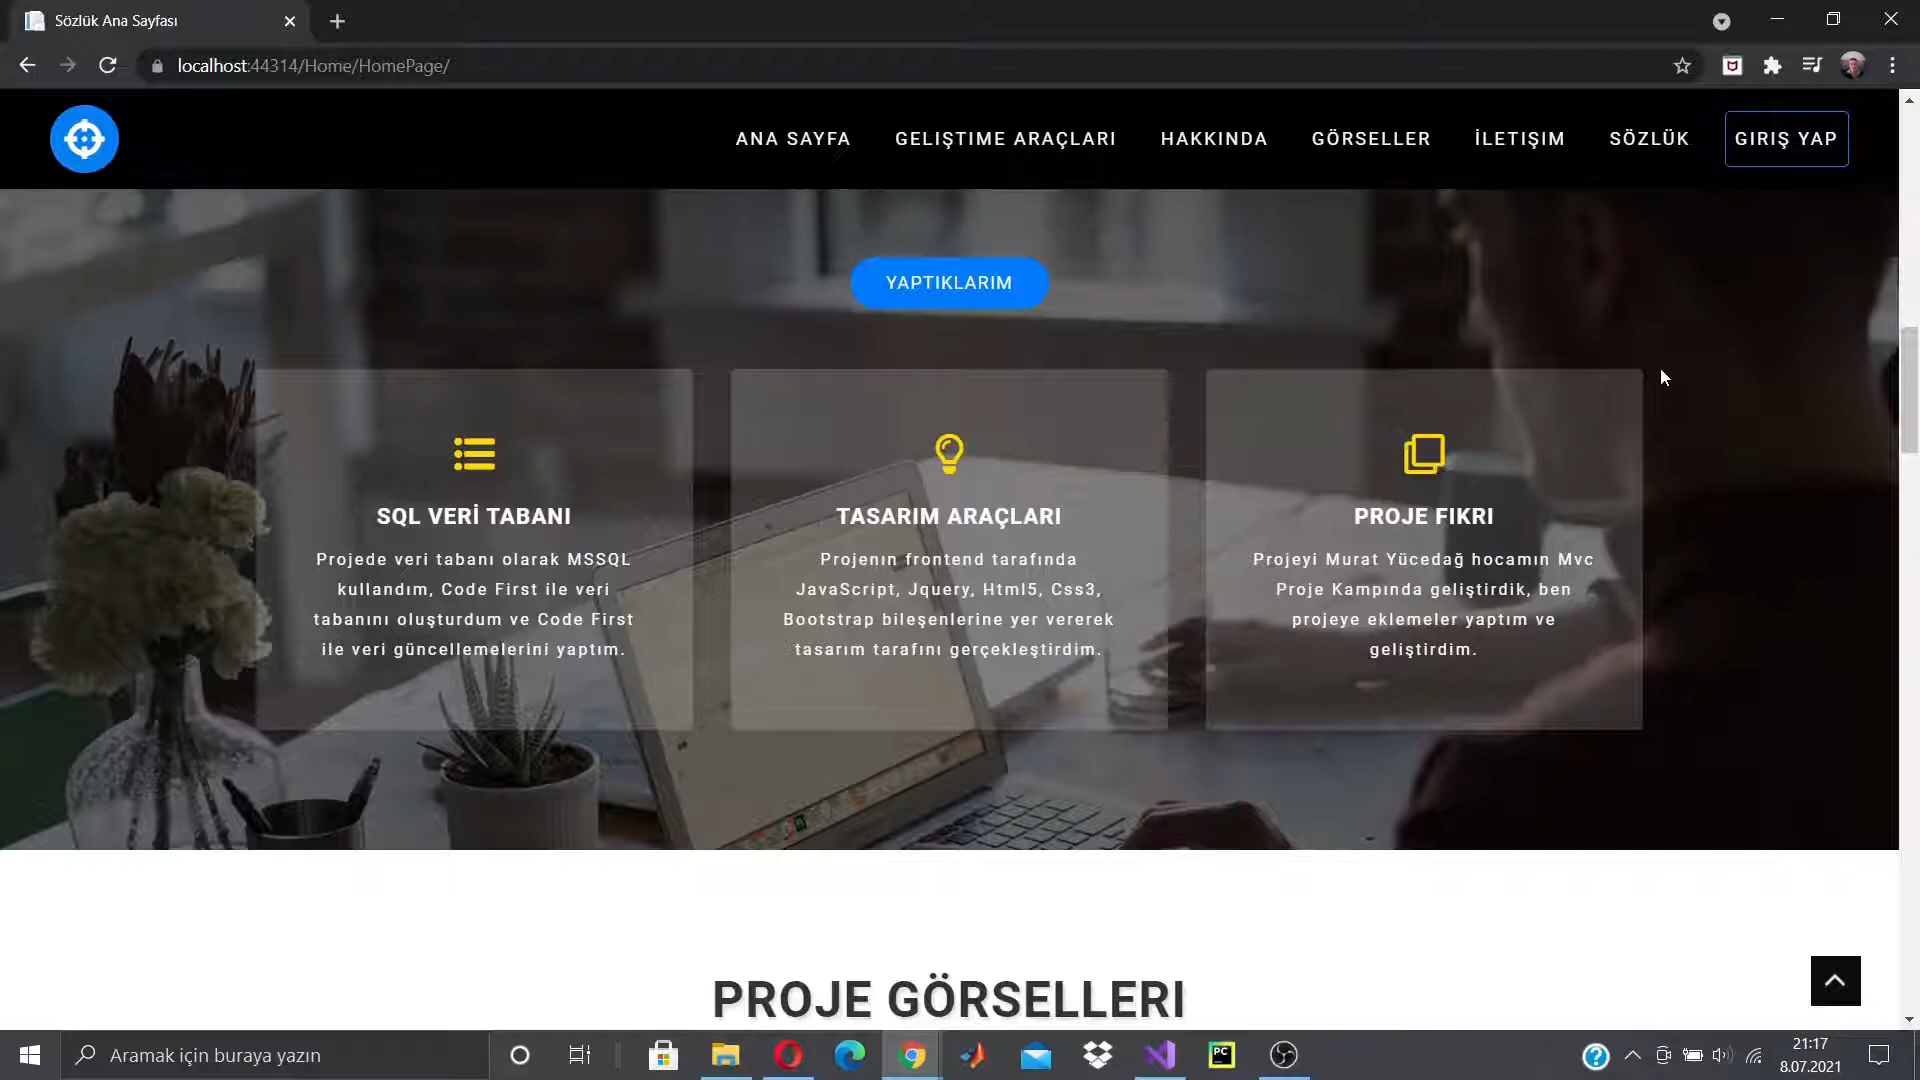 Sözlük Ana Sayfası
localhost:44314/Home/HomePage/
ANA SAYFA
GELIŞTIME ARAÇLARI
HAKKINDA
GÖRSELLER
İLETIŞIM
SÖZLÜK
GIRIŞ YAP
YAPTIKLARIM
SQL VERİ TABANI
Projede veri tabanı olarak MSSQL
kullandım, Code First ile veri
tabanını oluşturdum ve Code First
ile veri güncellemelerini yaptım.
TASARIM ARAÇLARI
Projenın frontend tarafında
JavaScript, Jquery, Html5, Css3,
Bootstrap bileşenlerine yer vererek
tasarım tarafını gerçekleştirdim.
PROJE FIKRI
Projeyi Murat Yücedağ hocamın Mvc
Proje Kampında geliştirdik, ben
projeye eklemeler yaptım ve
geliştirdim.
PROJE GÖRSELLERI
Aramak için buraya yazın
PC
21:17
8.07.2021